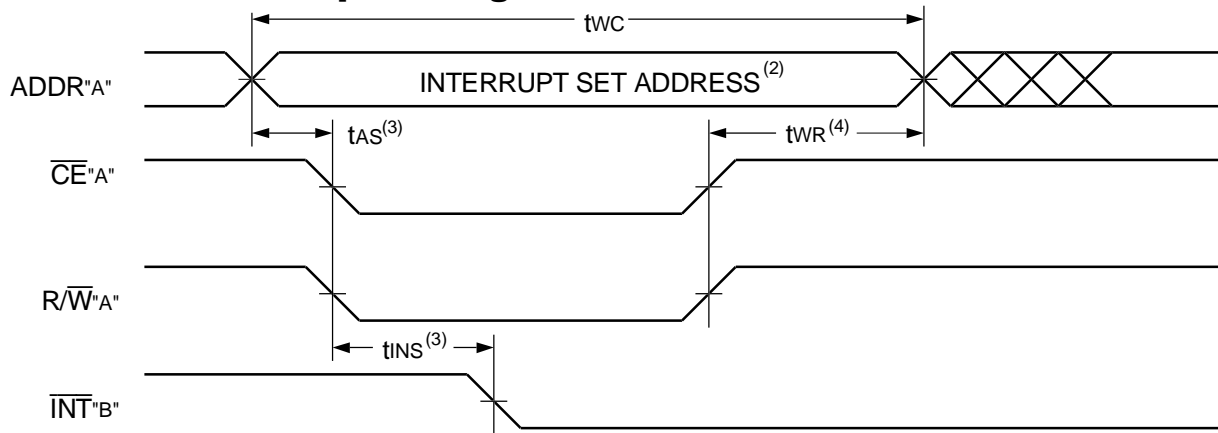 tWC
ADDR"A"
INTERRUPT SET ADDRESS(2)
tAS(3)
tWR(4)
CE"A"
R/W"A"
tINS(3)
INT"B"